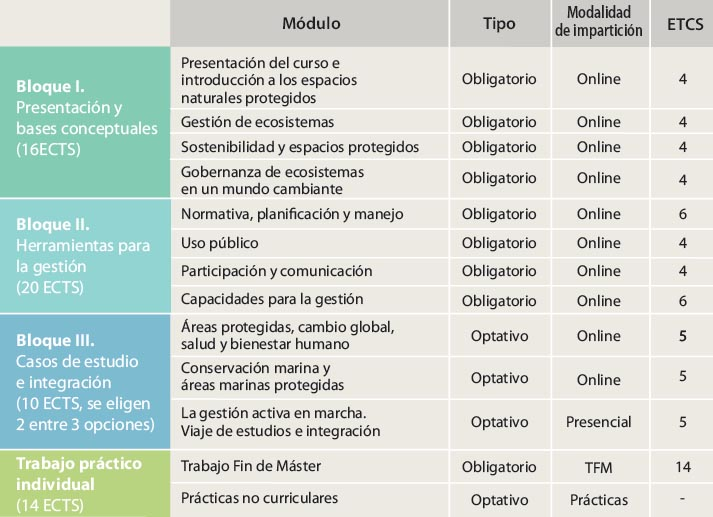 Módulo Tipo Modalidad de impartición ETCS
Bloque I.
Presentación y
bases conceptuales
(16ECTS)
Presentación del curso e
introducción a los espacios
naturales protegidos
Obligatorio Online 4
Gestión de ecosistemas Obligatorio Online 4
Sostenibilidad y espacios protegidos Obligatorio Online 4
Gobernanza de ecosistemas
en un mundo cambiante
Obligatorio Online 4
Bloque II.
Herramientas para
la gestión
(20 ECTS)
Normativa, planificación y manejo Obligatorio Online 6
Uso público Obligatorio Online 4
Participación y comunicación Obligatorio Online 4
Capacidades para la gestión Obligatorio Online 6
Bloque III.
Casos de estudio
e integración
(10 ECTS, se eligen
2 entre 3 opciones)
Áreas protegidas, cambio global,
salud y bienestar humano
Optativo Online 5
Conservación marina y
áreas marinas protegidas
Optativo Online 5
La gestión activa en marcha.
Viaje de estudios e integración
Optativo Presencial 5
Trabajo práctico
individual
(14 ECTS)
Trabajo Fin de Máster Obligatorio TFM 14
Prácticas no curriculares Optativo Prácticas -